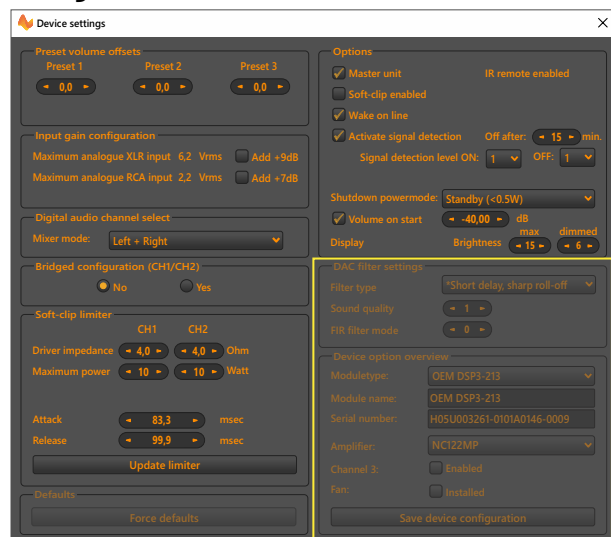 Device settings
Preset volume offsets
Preset 1 Preset 2 Preset 3
0,0 0,0 0,0
Input gain configuration
Maximum analogue XLR input 6,2 Vrms Add +9dB
Maximum analogue RCA input 2,2 Vrms Add +7dB
Digital audio channel select
Mixer mode: Left + Right
Bridged configuration (CH1/CH2)
No Yes
Soft-clip limiter
CH1 CH2
Driver impedance 4,0 4,0 Ohm
Maximum power 10 10 Watt
Attack 83,3 msec
Release 99,9 msec
Update limiter
Defaults
Force defaults
Options
Master unit IR remote enabled
Soft-clip enabled
Wake on line
Activate signal detection Off after: 15 min.
Signal detection level ON: 1 OFF: 1
Shutdown powermode: Standby (<0.5W)
Volume on start -40,00 dB
max dimmed
Display Brightness 15 6
DAC filter settings
Filter type *Short delay, sharp roll-off
Sound quality 1
FIR filter mode 0
Device option overview
Moduletype: OEM DSP3-213
Module name: OEM DSP3-213
Serial number: H05U003261-0101A0146-0009
Amplifier: NC122MP
Channel 3: Enabled
Fan: Installed
Save device configuration